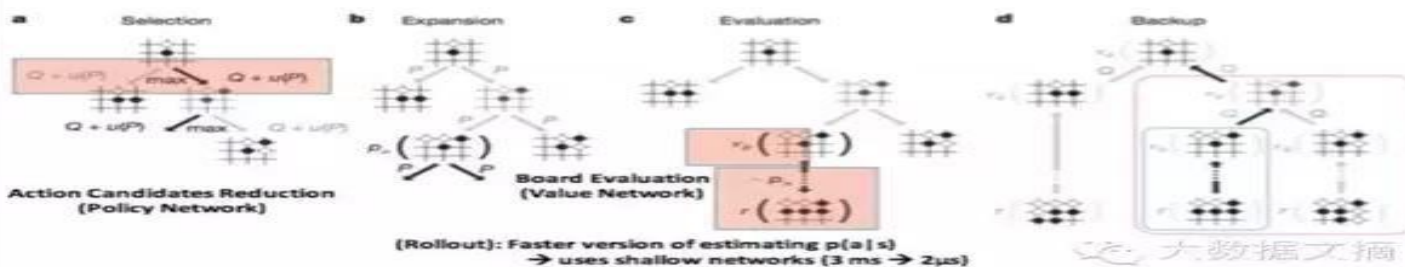 a Selection
b Expansion
c Evaluation
d Backup
Q + u(P) max Q + u(P)
Q + u(P) max Q + u(P)
P P
P P
P P
Q Q
Q Q
Action Candidates Reduction
(Policy Network)
Board Evaluation
(Value Network)
r r r r
(Rollout): Faster version of estimating p(a|s)
→ uses shallow networks (3 ms → 2µs)
大数据文摘